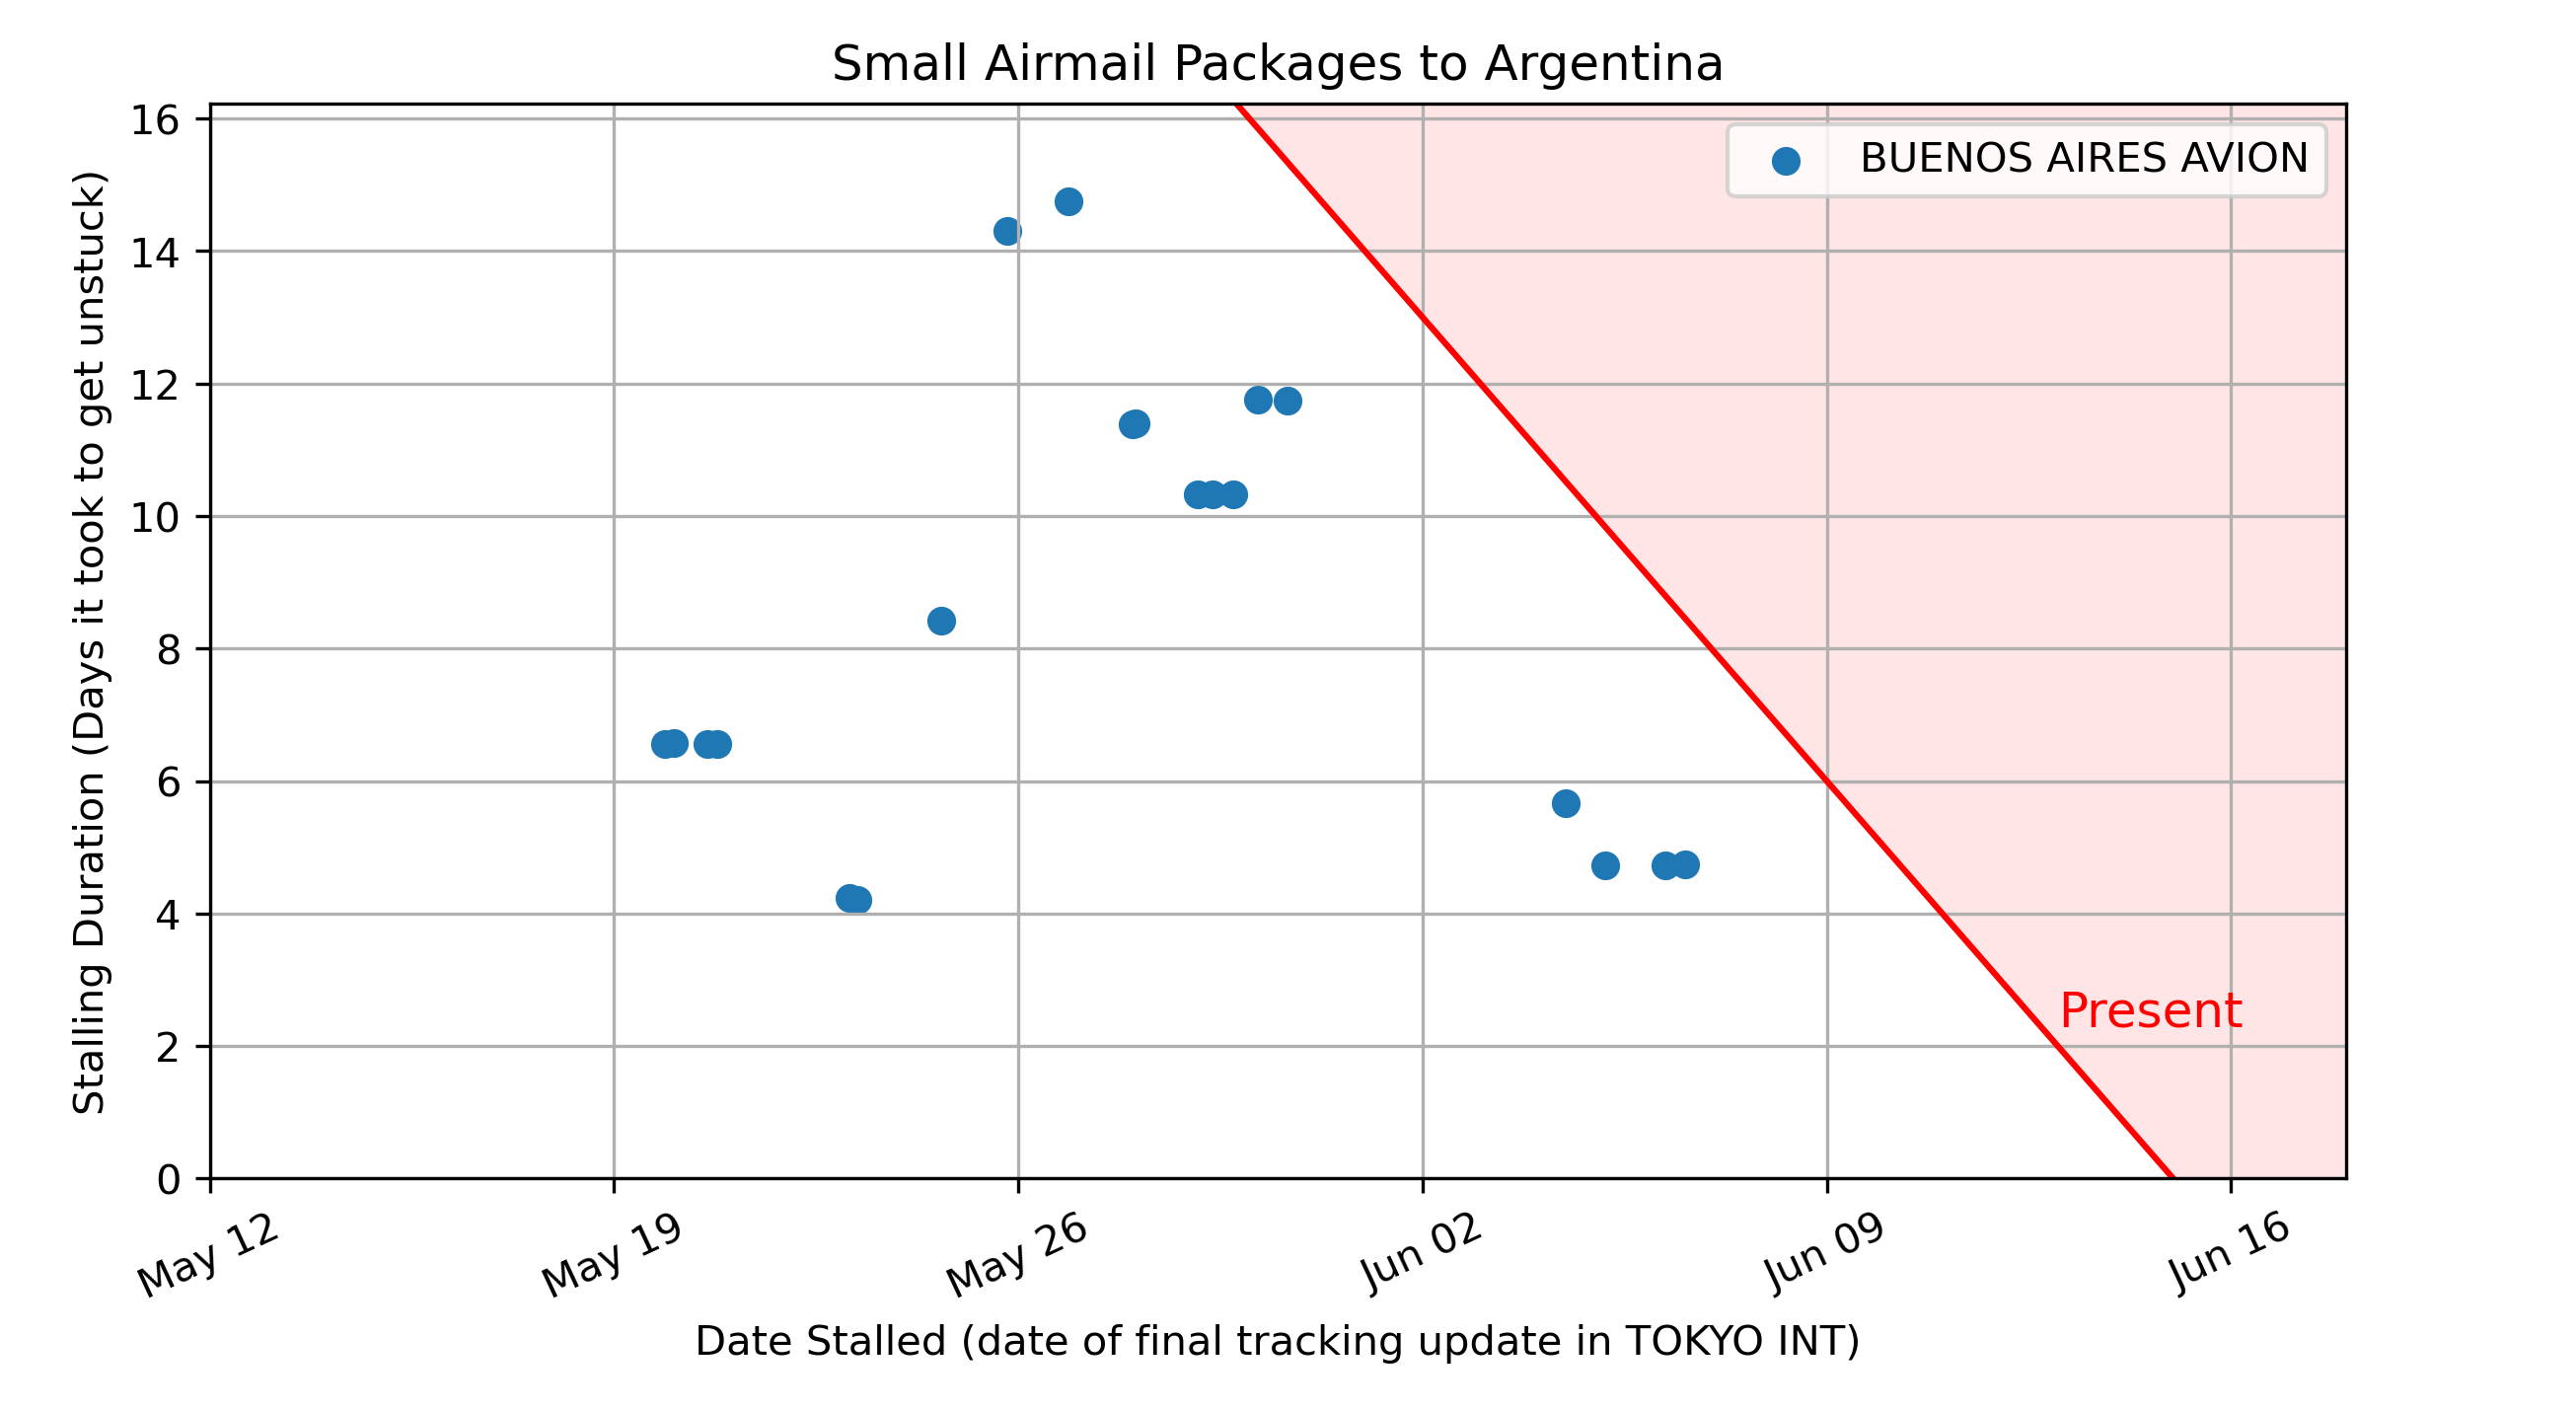 Small Airmail Packages to Argentina
BUENOS AIRES AVION
Stalling Duration (Days it took to get unstuck)
16
14
12
10
8
6
4
2
0
Present
May 12
May 19
May 26
Jun 02
Jun 09
Jun 16
Date Stalled (date of final tracking update in TOKYO INT)